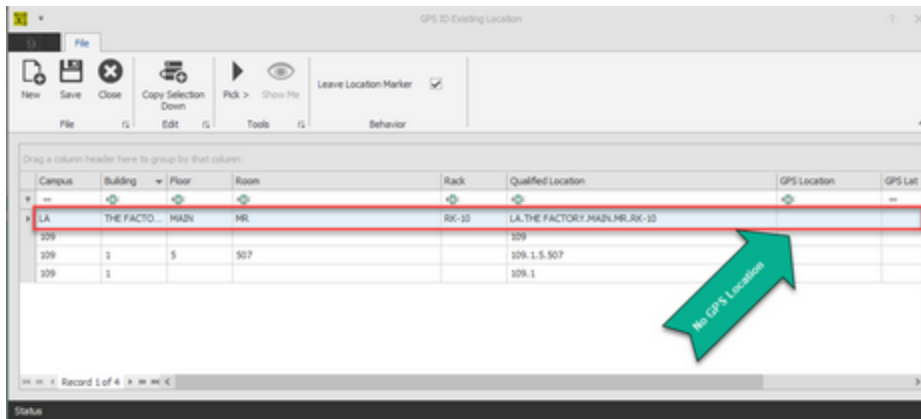 GPS ID Existing Location
File
New Save Close Copy Selection Down Pick > Show Me Leave Location Marker
File Edit Tools Behavior
Drag a column header here to group by that column
Campus Building Floor Room Rack Qualified Location GPS Location GPS Lat
LA THE FACTO... MAIN MR RK-10 LA.THE FACTORY.MAIN.MR.RK-10
109 109
109 1 5 507 109.1.5.507
109 1 109.1
No GPS Location
Record 1 of 4
Status